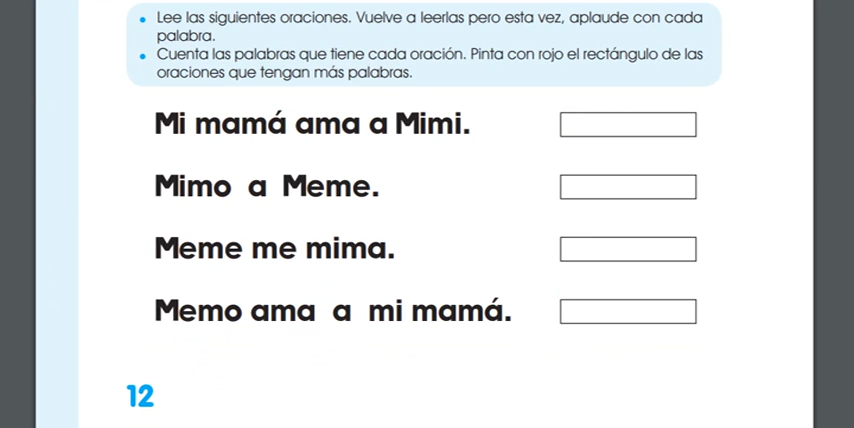 • Lee las siguientes oraciones. Vuelve a leerlas pero esta vez, aplaude con cada
palabra.
• Cuenta las palabras que tiene cada oración. Pinta con rojo el rectángulo de las
oraciones que tengan más palabras.
Mi mamá ama a Mimi.
Mimo a Meme.
Meme me mima.
Memo ama a mi mamá.
12